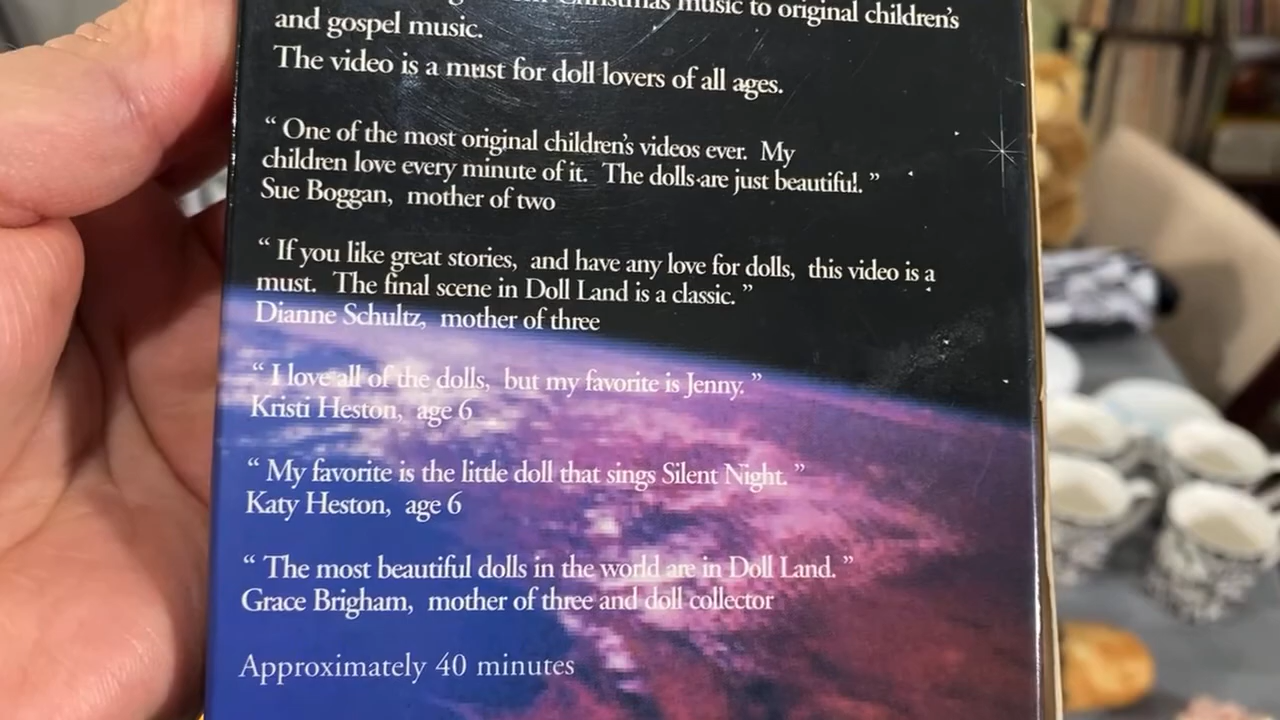 Christmas music to original children's
and gospel music.
The video is a must for doll lovers of all ages.
“ One of the most original children's videos ever. My
children love every minute of it. The dolls are just beautiful. ”
Sue Boggan, mother of two
“ If you like great stories, and have any love for dolls, this video is a
must. The final scene in Doll Land is a classic. ”
Dianne Schultz, mother of three
“ I love all of the dolls, but my favorite is Jenny. ”
Kristi Heston, age 6
“ My favorite is the little doll that sings Silent Night. ”
Katy Heston, age 6
“ The most beautiful dolls in the world are in Doll Land. ”
Grace Brigham, mother of three and doll collector
Approximately 40 minutes